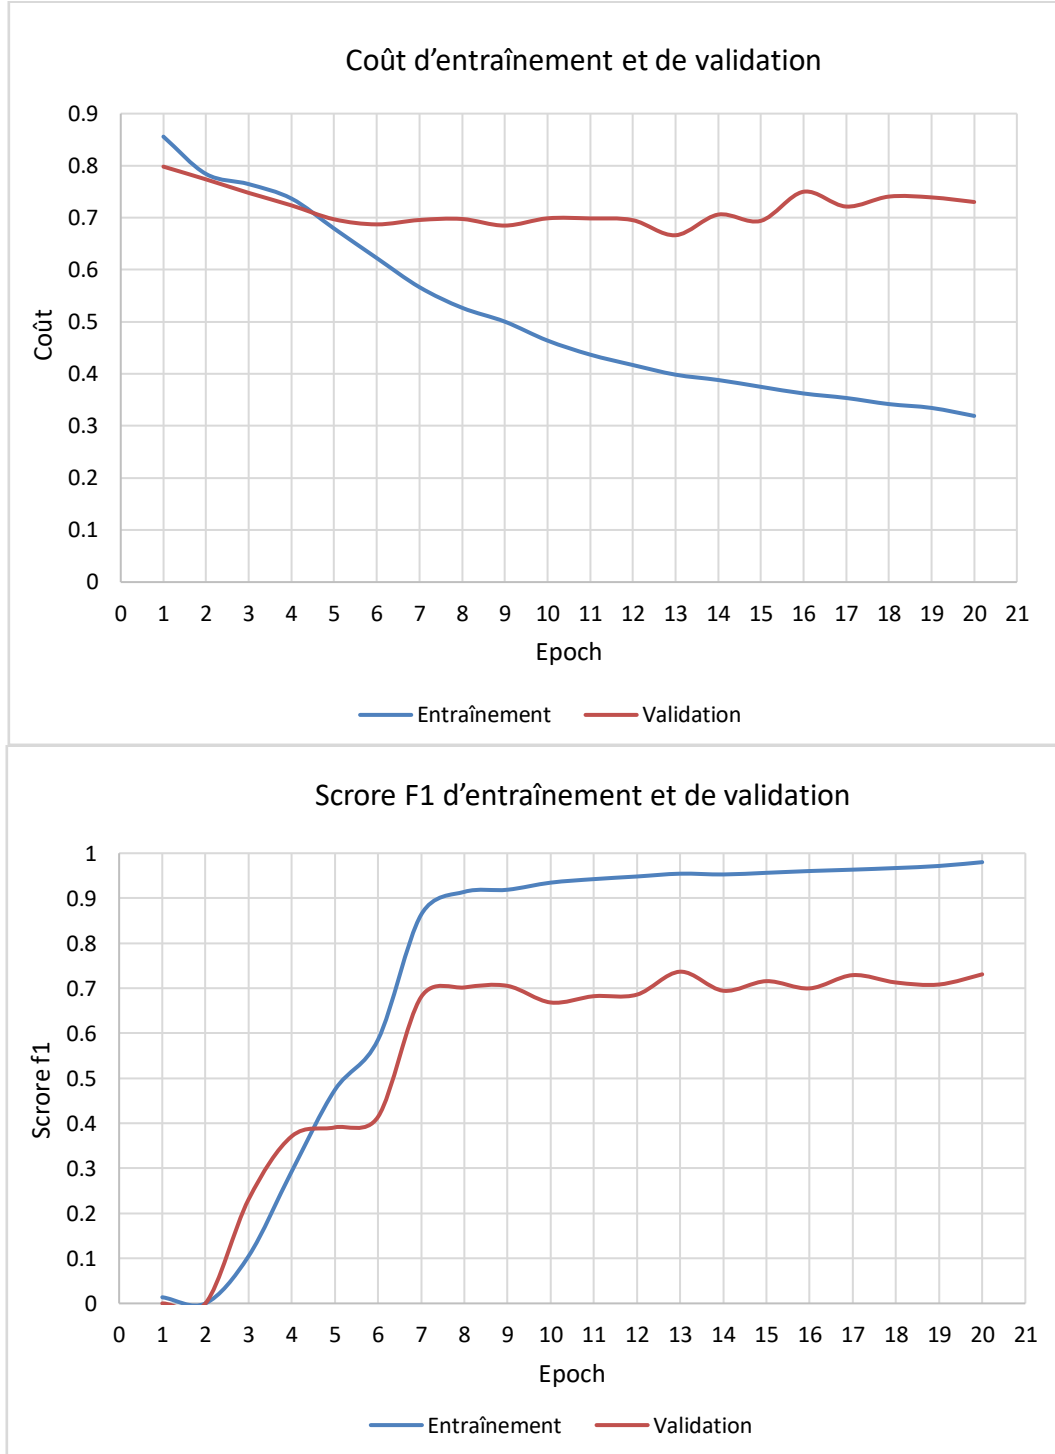 Coût d’entraînement et de validation
0.9
0.8
0.7
0.6
0.5
0.4
0.3
0.2
0.1
0
Coût
0 1 2 3 4 5 6 7 8 9 10 11 12 13 14 15 16 17 18 19 20 21
Epoch
Entraînement Validation
Scrore F1 d’entraînement et de validation
1
0.9
0.8
0.7
0.6
0.5
0.4
0.3
0.2
0.1
0
Scrore f1
0 1 2 3 4 5 6 7 8 9 10 11 12 13 14 15 16 17 18 19 20 21
Epoch
Entraînement Validation